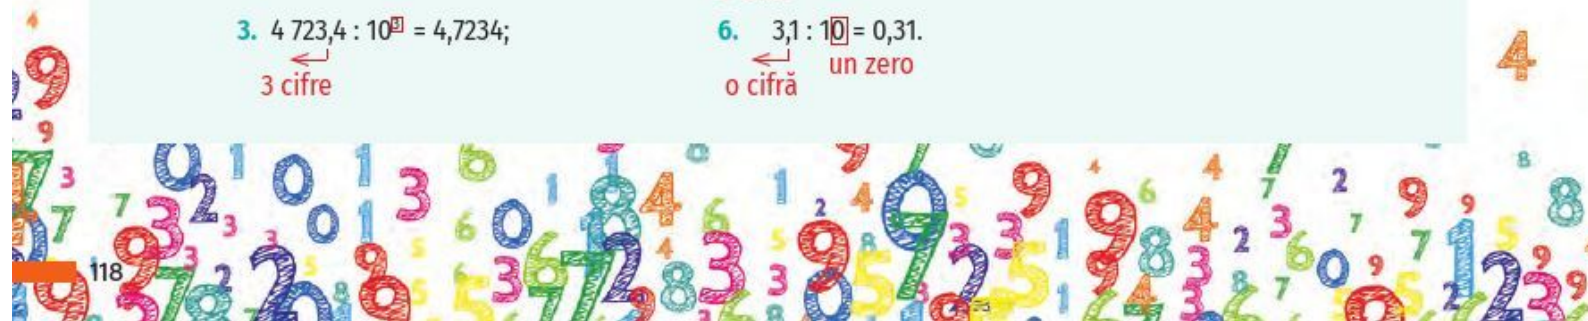 3. 4 723,4 : 10³ = 4,7234;
3 cifre
6. 3,1 : 10 = 0,31.
o cifră
un zero
118